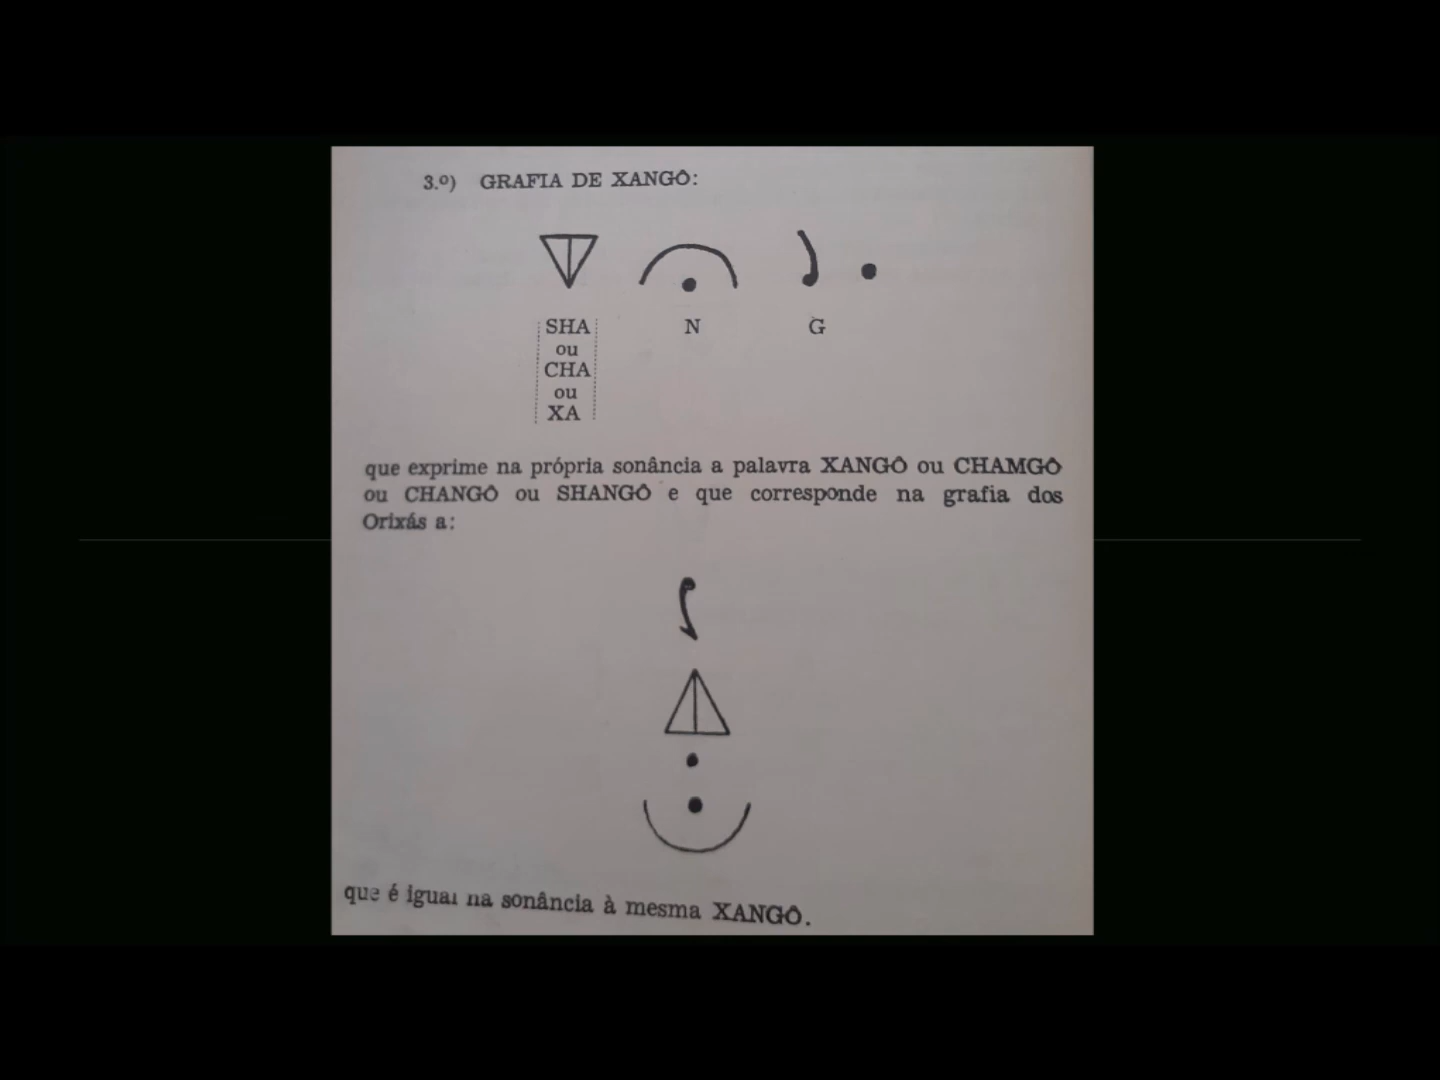 3.º) GRAFIA DE XANGÔ:
SHA N G
ou
CHA
ou
XA
que exprime na própria sonância a palavra XANGÔ ou CHAMGÔ
ou CHANGÔ ou SHANGÔ e que corresponde na grafia dos
Orixás a:
que é igual na sonância à mesma XANGÔ.